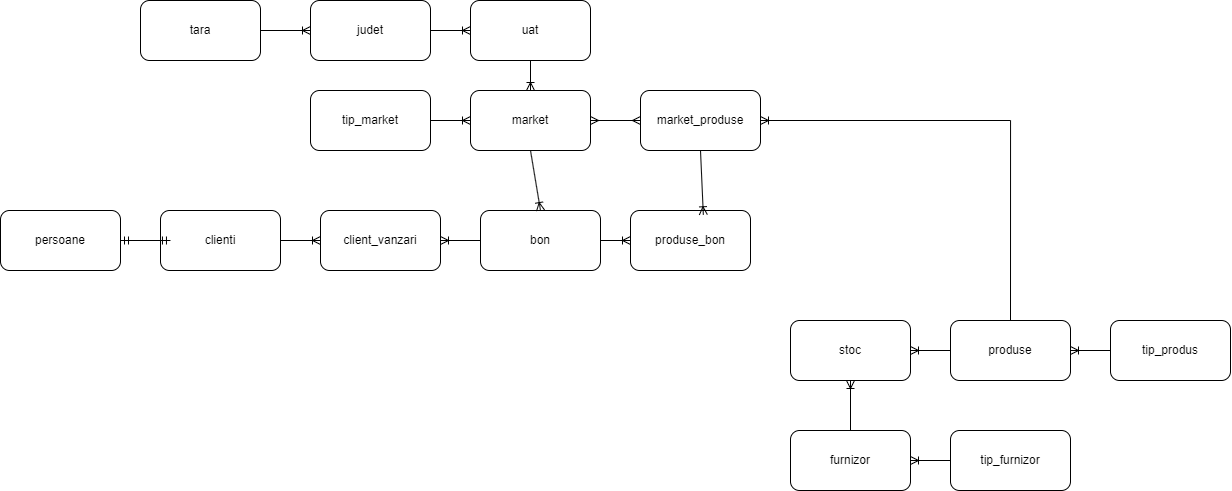 tara
judet
uat
tip_market
market
market_produse
persoane
clienti
client_vanzari
bon
produse_bon
stoc
produse
tip_produs
furnizor
tip_furnizor